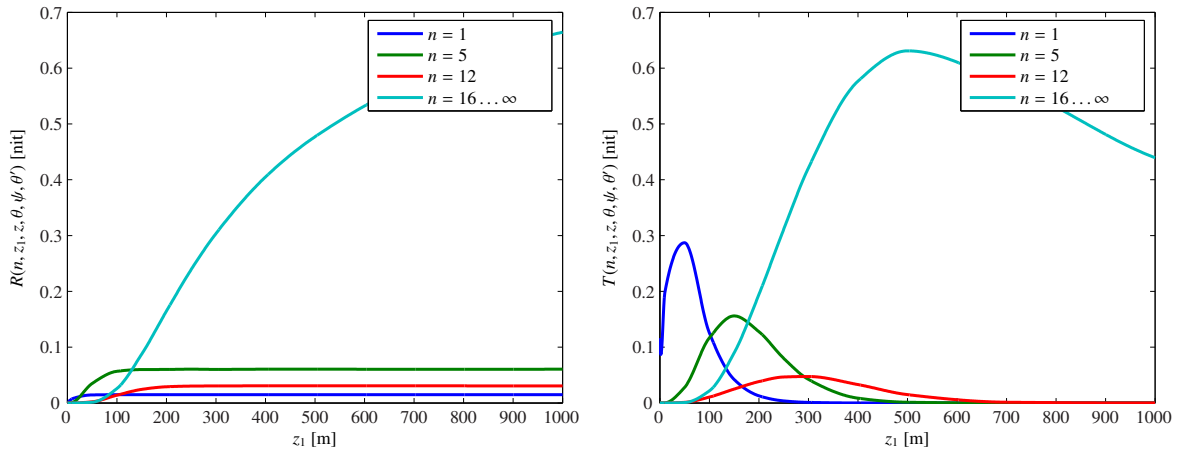 0.7
0.6
0.5
0.4
0.3
0.2
0.1
0
R(n, z₁, z, θ, ψ, θ′) [nit]
n = 1
n = 5
n = 12
n = 16 … ∞
0 100 200 300 400 500 600 700 800 900 1000
z₁ [m]
0.7
0.6
0.5
0.4
0.3
0.2
0.1
0
T(n, z₁, z, θ, ψ, θ′) [nit]
n = 1
n = 5
n = 12
n = 16 … ∞
0 100 200 300 400 500 600 700 800 900 1000
z₁ [m]